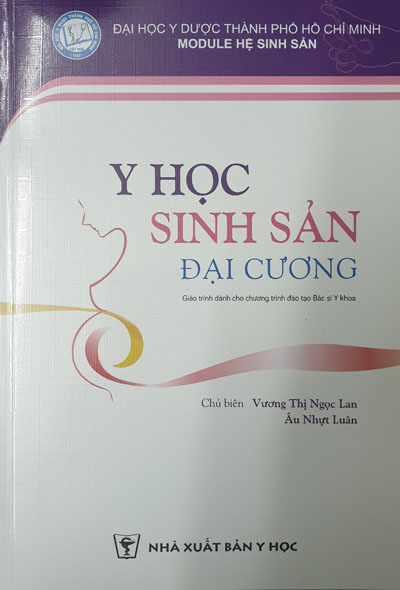 ĐẠI HỌC Y DƯỢC THÀNH PHỐ HỒ CHÍ MINH
MODULE HỆ SINH SẢN
Y HỌC
SINH SẢN
ĐẠI CƯƠNG
Giáo trình dành cho chương trình đào tạo Bác sĩ Y khoa
Chủ biên Vương Thị Ngọc Lan
Âu Nhựt Luân
NHÀ XUẤT BẢN Y HỌC